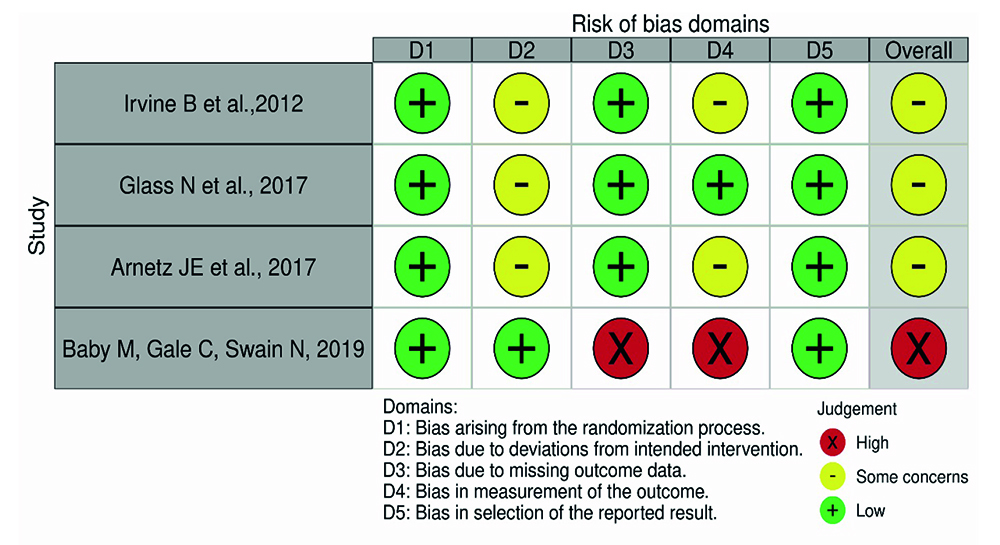 Risk of bias domains
D1 D2 D3 D4 D5 Overall
Study
Irvine B et al.,2012 + - + - + -
Glass N et al., 2017 + - + + + -
Arnetz JE et al., 2017 + - + - + -
Baby M, Gale C, Swain N, 2019 + + X X + X
Domains:
D1: Bias arising from the randomization process.
D2: Bias due to deviations from intended intervention.
D3: Bias due to missing outcome data.
D4: Bias in measurement of the outcome.
D5: Bias in selection of the reported result.
Judgement
X High
- Some concerns
+ Low